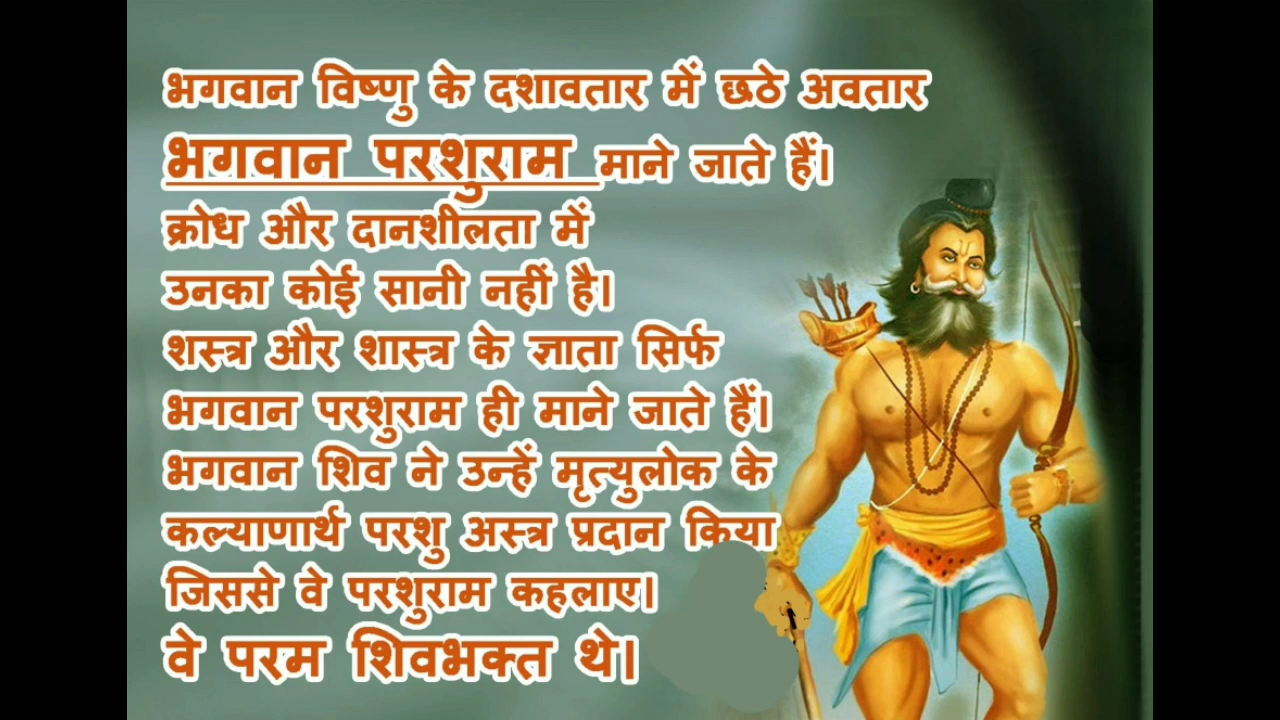 भगवान विष्णु के दशावतार में छठे अवतार
भगवान परशुराम माने जाते हैं।
क्रोध और दानशीलता में
उनका कोई सानी नहीं है।
शस्त्र और शास्त्र के ज्ञाता सिर्फ
भगवान परशुराम ही माने जाते हैं।
भगवान शिव ने उन्हें मृत्युलोक के
कल्याणार्थ परशु अस्त्र प्रदान किया
जिससे वे परशुराम कहलाए।
वे परम शिवभक्त थे।